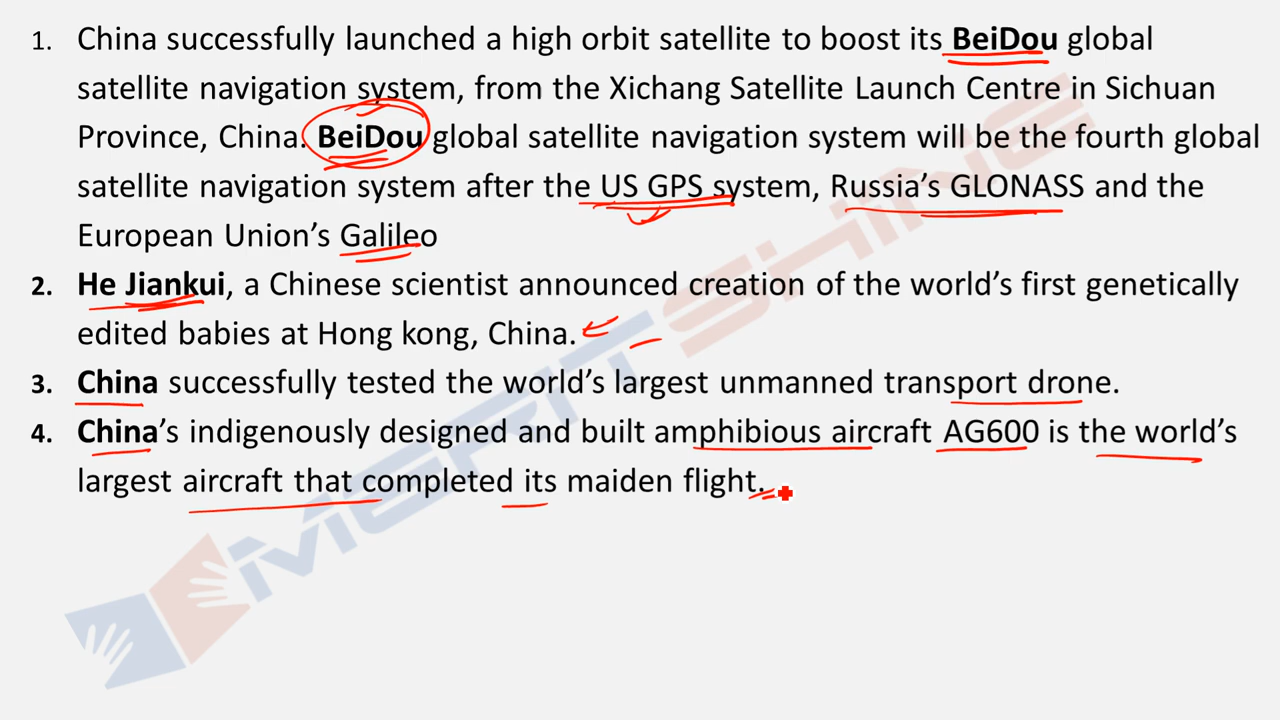 1. China successfully launched a high orbit satellite to boost its BeiDou global
satellite navigation system, from the Xichang Satellite Launch Centre in Sichuan
Province, China. BeiDou global satellite navigation system will be the fourth global
satellite navigation system after the US GPS system, Russia’s GLONASS and the
European Union’s Galileo
2. He Jiankui, a Chinese scientist announced creation of the world’s first genetically
edited babies at Hong kong, China.
3. China successfully tested the world’s largest unmanned transport drone.
4. China’s indigenously designed and built amphibious aircraft AG600 is the world’s
largest aircraft that completed its maiden flight.
MERITSHINE